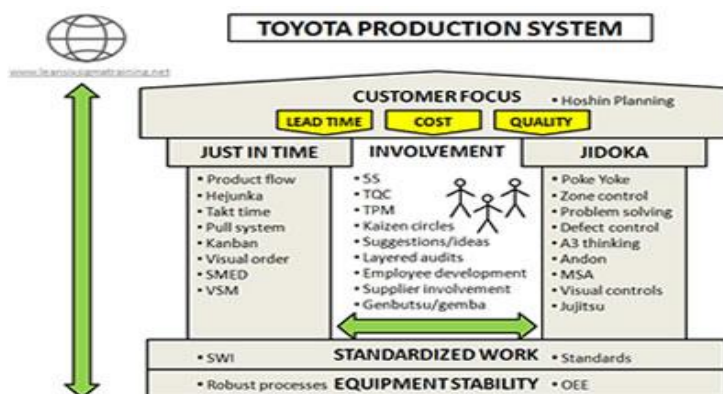 TOYOTA PRODUCTION SYSTEM
www.leansixsigmatraining.net
CUSTOMER FOCUS • Hoshin Planning
LEAD TIME COST QUALITY
JUST IN TIME
• Product flow
• Hejunka
• Takt time
• Pull system
• Kanban
• Visual order
• SMED
• VSM
INVOLVEMENT
• 5S
• TQC
• TPM
• Kaizen circles
• Suggestions/ideas
• Layered audits
• Employee development
• Supplier involvement
• Genbutsu/gemba
JIDOKA
• Poke Yoke
• Zone control
• Problem solving
• Defect control
• A3 thinking
• Andon
• MSA
• Visual controls
• Jujitsu
• SWI STANDARDIZED WORK • Standards
• Robust processes EQUIPMENT STABILITY • OEE